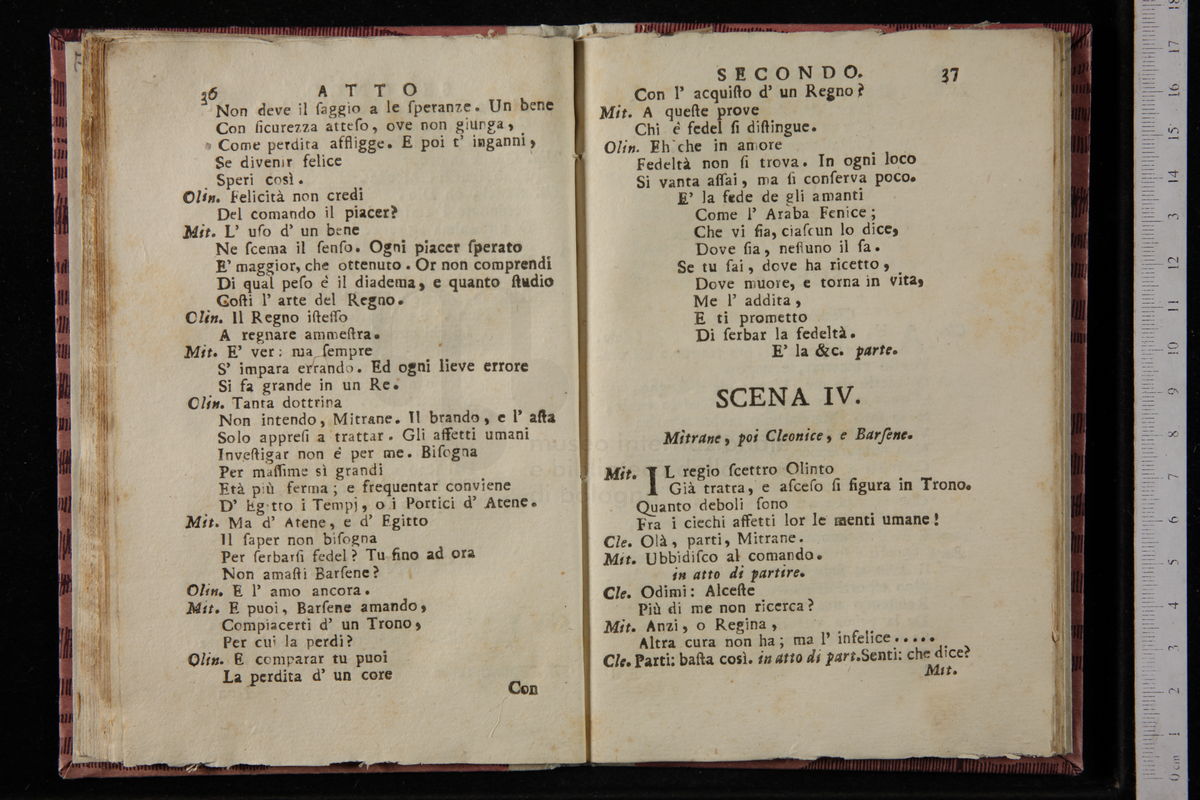 36 ATTO
Non deve il ſaggio a le ſperanze. Un bene
Con ſicurezza atteſo, ove non giunga,
Come perdita affligge. E poi t' inganni,
Se divenir felice
Speri così.
Olin. Felicità non credi
Del comando il piacer?
Mit. L' uſo d' un bene
Ne ſcema il ſenſo. Ogni piacer ſperato
E' maggior, che ottenuto. Or non comprendi
Di qual peſo è il diadema, e quanto ſtudio
Coſti l' arte del Regno.
Olin. Il Regno iſteſſo
A regnare ammeſtra.
Mit. E' ver: ma ſempre
S' impara errando. Ed ogni lieve errore
Si fa grande in un Re.
Olin. Tanta dottrina
Non intendo, Mitrane. Il brando, e l' aſta
Solo appreſi a trattar. Gli affetti umani
Inveſtigar non è per me. Biſogna
Per maſſime sì grandi
Età più ferma; e frequentar conviene
D' Egitto i Tempj, o i Portici d' Atene.
Mit. Ma d' Atene, e d' Egitto
Il ſaper non biſogna
Per ſerbarſi fedel? Tu fino ad ora
Non amaſti Barſene?
Olin. E l' amo ancora.
Mit. E puoi, Barſene amando,
Compiacerti d' un Trono,
Per cui la perdi?
Olin. E comparar tu puoi
La perdita d' un core
Con
SECONDO. 37
Con l' acquiſto d' un Regno?
Mit. A queſte prove
Chi è fedel ſi diſtingue.
Olin. Eh che in amore
Fedeltà non ſi trova. In ogni loco
Si vanta aſſai, ma ſi conſerva poco.
E' la fede de gli amanti
Come l' Araba Fenice;
Che vi ſia, ciaſcun lo dice,
Dove ſia, neſſuno il ſa.
Se tu ſai, dove ha ricetto,
Dove muore, e torna in vita,
Me l' addita,
E ti prometto
Di ſerbar la fedeltà.
E' la &c. parte.
SCENA IV.
Mitrane, poi Cleonice, e Barſene.
Mit. IL regio ſcettro Olinto
Già tratta, e aſceſo ſi figura in Trono.
Quanto deboli ſono
Fra i ciechi affetti lor le menti umane!
Cle. Olà, parti, Mitrane.
Mit. Ubbidiſco al comando.
in atto di partire.
Cle. Odimi: Alceſte
Più di me non ricerca?
Mit. Anzi, o Regina,
Altra cura non ha; ma l' infelice.....
Cle. Parti: baſta così. in atto di part. Senti: che dice?
Mit.